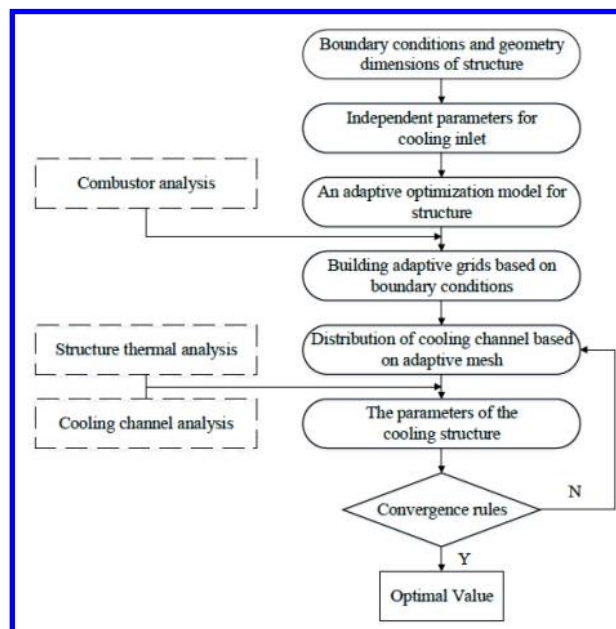 Boundary conditions and geometry
dimensions of structure
Independent parameters for
cooling inlet
Combustor analysis
An adaptive optimization model for
structure
Building adaptive grids based on
boundary conditions
Structure thermal analysis
Distribution of cooling channel based
on adaptive mesh
Cooling channel analysis
The parameters of the
cooling structure
Convergence rules
N
Y
Optimal Value